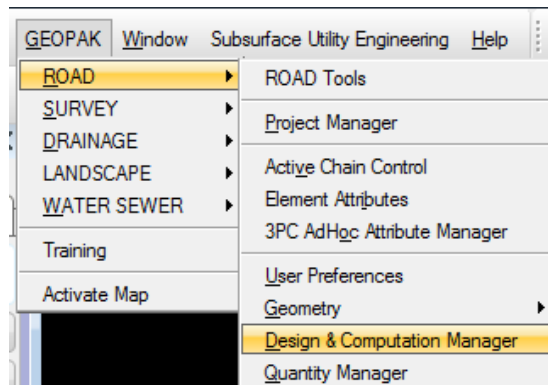 GEOPAK Window Subsurface Utility Engineering Help
ROAD
SURVEY
DRAINAGE
LANDSCAPE
WATER SEWER
Training
Activate Map
ROAD Tools
Project Manager
Active Chain Control
Element Attributes
3PC AdHoc Attribute Manager
User Preferences
Geometry
Design & Computation Manager
Quantity Manager